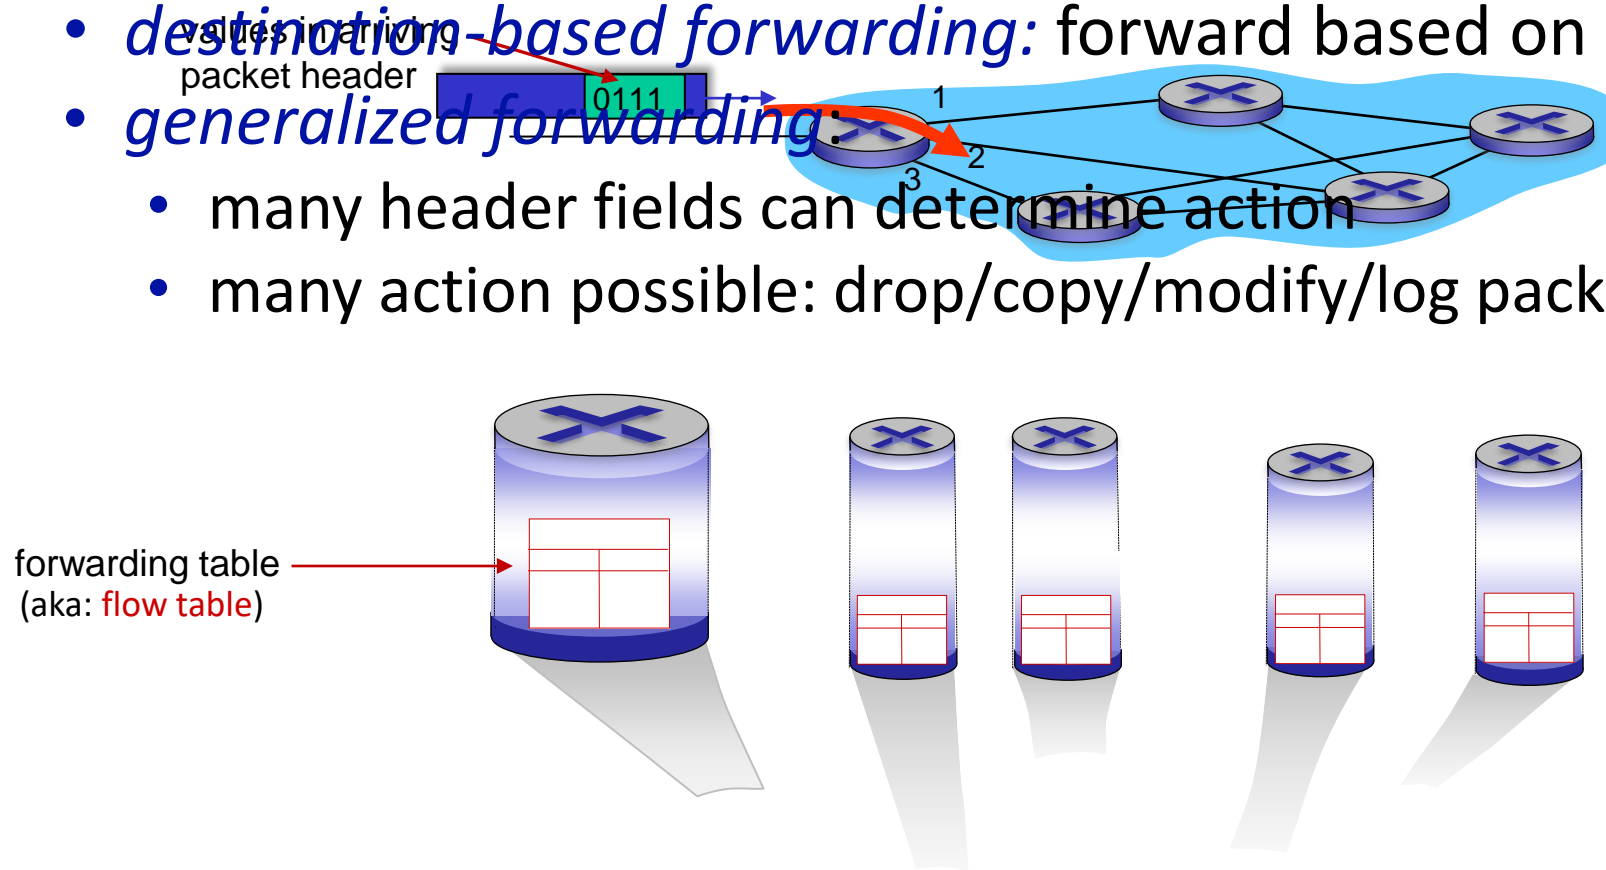 • destination-based forwarding: forward based on
values in arriving
packet header
0111
• generalized forwarding:
1
2
3
• many header fields can determine action
• many action possible: drop/copy/modify/log pack
forwarding table
(aka: flow table)